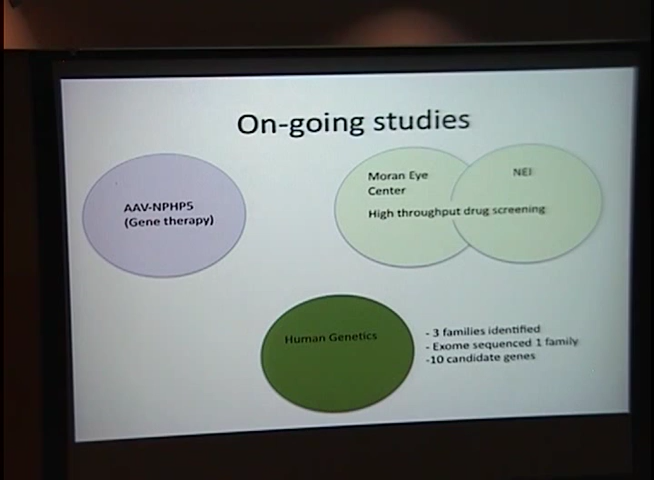 On-going studies
AAV-NPHP5
(Gene therapy)
Moran Eye
Center
NEI
High throughput drug screening
Human Genetics
- 3 families identified
- Exome sequenced 1 family
-10 candidate genes